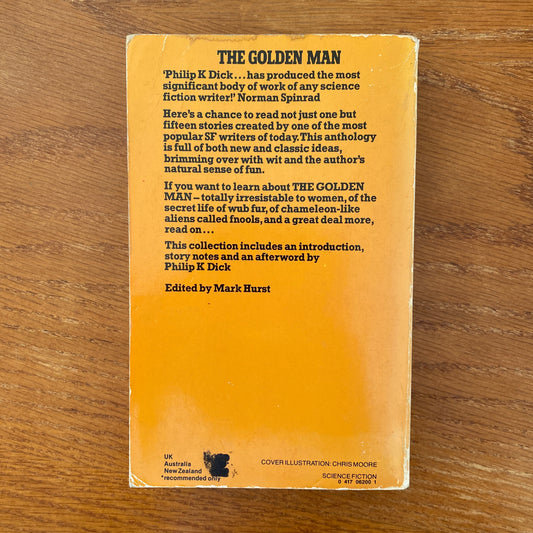 THE GOLDEN MAN
'Philip K Dick...has produced the most
significant body of work of any science
fiction writer!' Norman Spinrad
Here's a chance to read not just one but
fifteen stories created by one of the most
popular SF writers of today. This anthology
is full of both new and classic ideas,
brimming over with wit and the author's
natural sense of fun.
If you want to learn about THE GOLDEN
MAN – totally irresistable to women, of the
secret life of wub fur, of chameleon-like
aliens called fnools, and a great deal more,
read on...
This collection includes an introduction,
story notes and an afterword by
Philip K Dick
Edited by Mark Hurst
UK
Australia
New Zealand
*recommended only
COVER ILLUSTRATION: CHRIS MOORE
SCIENCE FICTION
0 417 06200 1